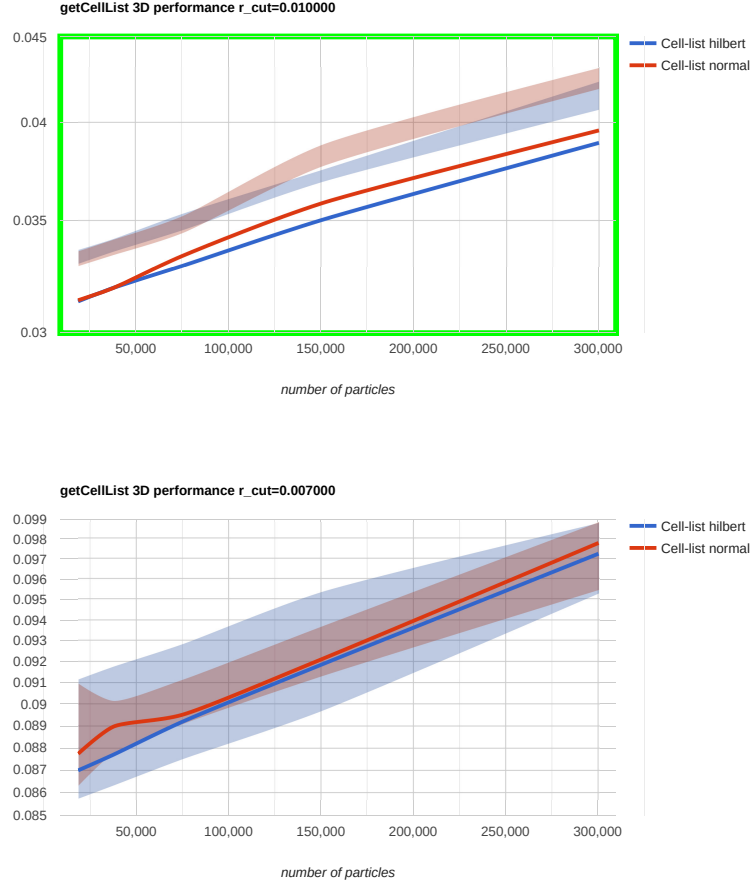 getCellList 3D performance r_cut=0.010000
0.045
0.04
0.035
0.03
50,000 100,000 150,000 200,000 250,000 300,000
number of particles
Cell-list hilbert
Cell-list normal
getCellList 3D performance r_cut=0.007000
0.099
0.098
0.097
0.096
0.095
0.094
0.093
0.092
0.091
0.09
0.089
0.088
0.087
0.086
0.085
50,000 100,000 150,000 200,000 250,000 300,000
number of particles
Cell-list hilbert
Cell-list normal